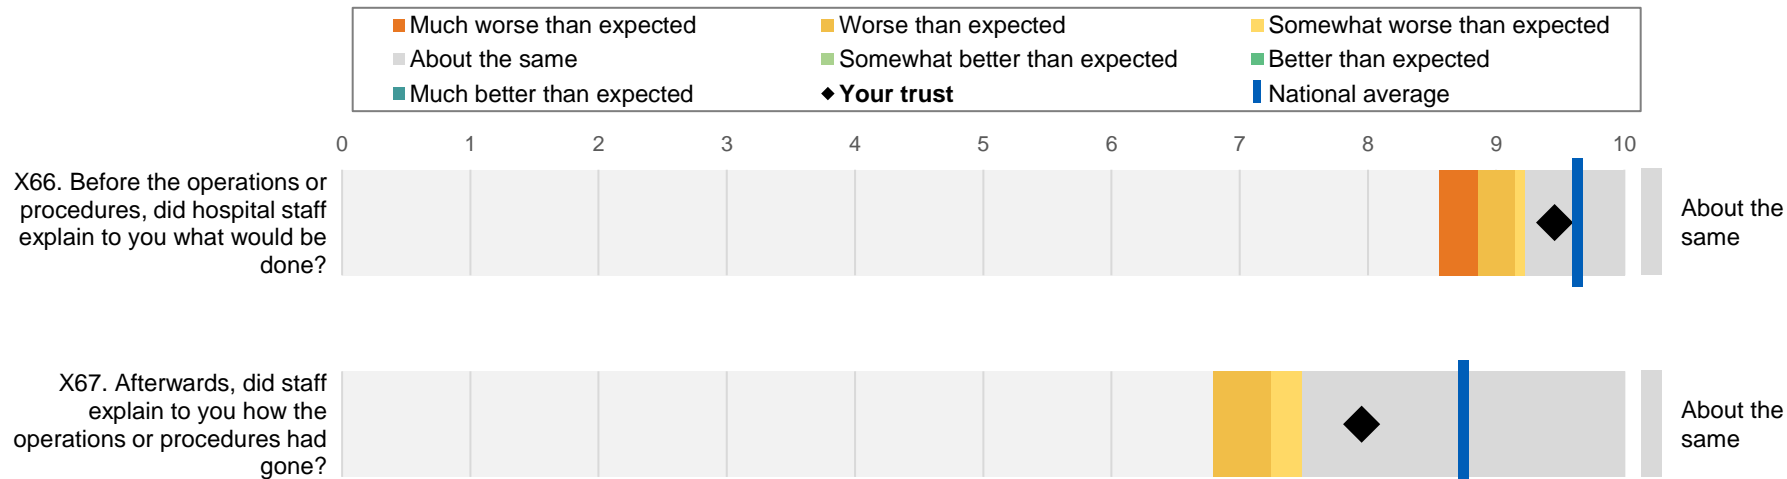 Much worse than expected
Worse than expected
Somewhat worse than expected
About the same
Somewhat better than expected
Better than expected
Much better than expected
Your trust
National average
0 1 2 3 4 5 6 7 8 9 10
X66. Before the operations or
procedures, did hospital staff
explain to you what would be
done?
About the
same
X67. Afterwards, did staff
explain to you how the
operations or procedures had
gone?
About the
same